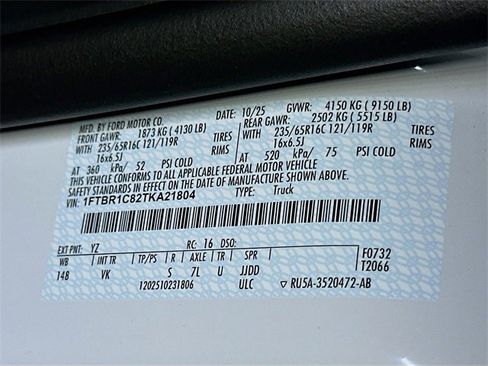 MFD. BY FORD MOTOR CO. 10/25 GVWR: 4150 KG ( 9150 LB)
FRONT GAWR: 1873 KG ( 4130 LB) REAR GAWR: 2502 KG ( 5515 LB)
WITH 235/65R16C 121/119R TIRES WITH 235/65R16C 121/119R TIRES
16x6.5J RIMS 16x6.5J RIMS
AT 360 kPa/ 52 PSI COLD AT 520 kPa/ 75 PSI COLD
THIS VEHICLE CONFORMS TO ALL APPLICABLE FEDERAL MOTOR VEHICLE
SAFETY STANDARDS IN EFFECT ON THE DATE OF MANUFACTURE SHOWN ABOVE.
VIN: 1FTBR1C82TKA21804 TYPE: Truck
EXT PNT: YZ RC: 16 DSO: F0732
WB INT TR TP/PS R AXLE TR SPR T2066
148 VK S 7L U JJDD
1202510231806 ULC ▽ RU5A-3520472-AB